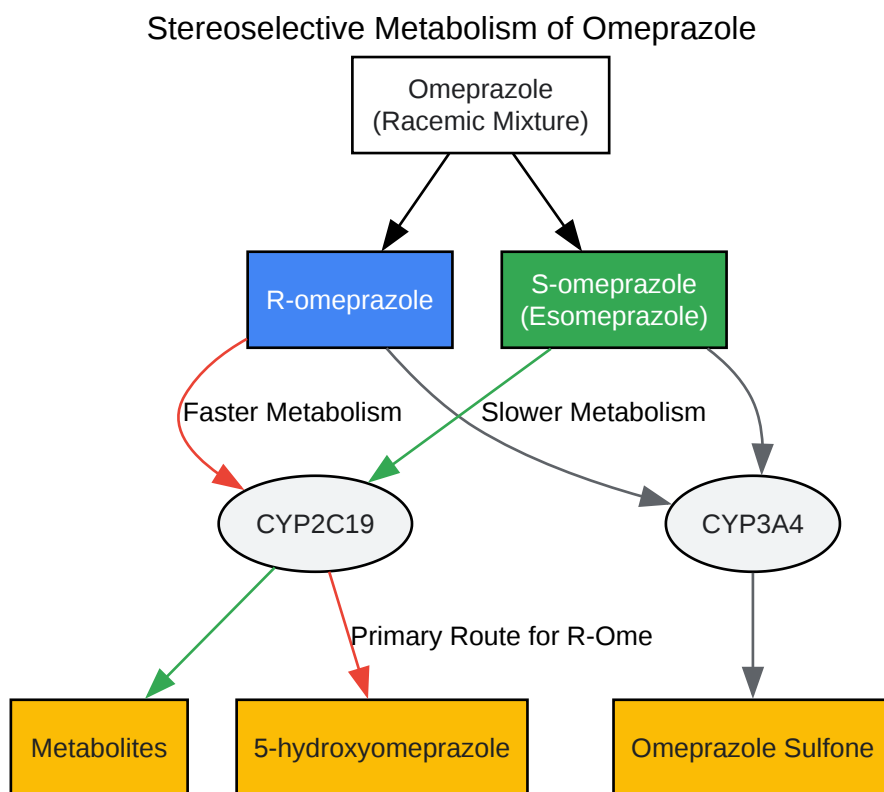 Stereoselective Metabolism of Omeprazole
Omeprazole
(Racemic Mixture)
R-omeprazole
S-omeprazole
(Esomeprazole)
Faster Metabolism
Slower Metabolism
CYP2C19
CYP3A4
Primary Route for R-Ome
Metabolites
5-hydroxyomeprazole
Omeprazole Sulfone